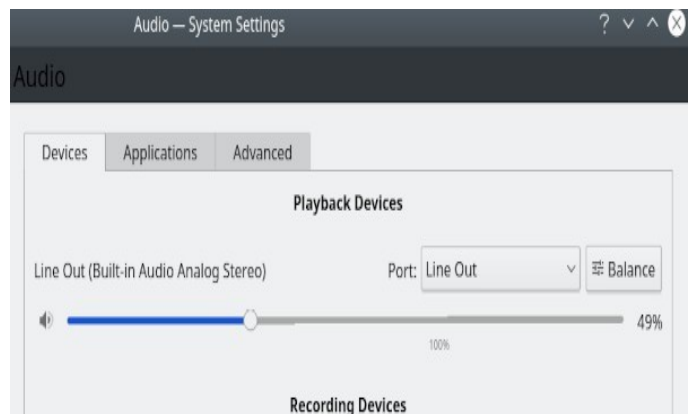 Audio — System Settings ?
Audio
Devices Applications Advanced
Playback Devices
Line Out (Built-in Audio Analog Stereo) Port: Line Out Balance
49%
100%
Recording Devices